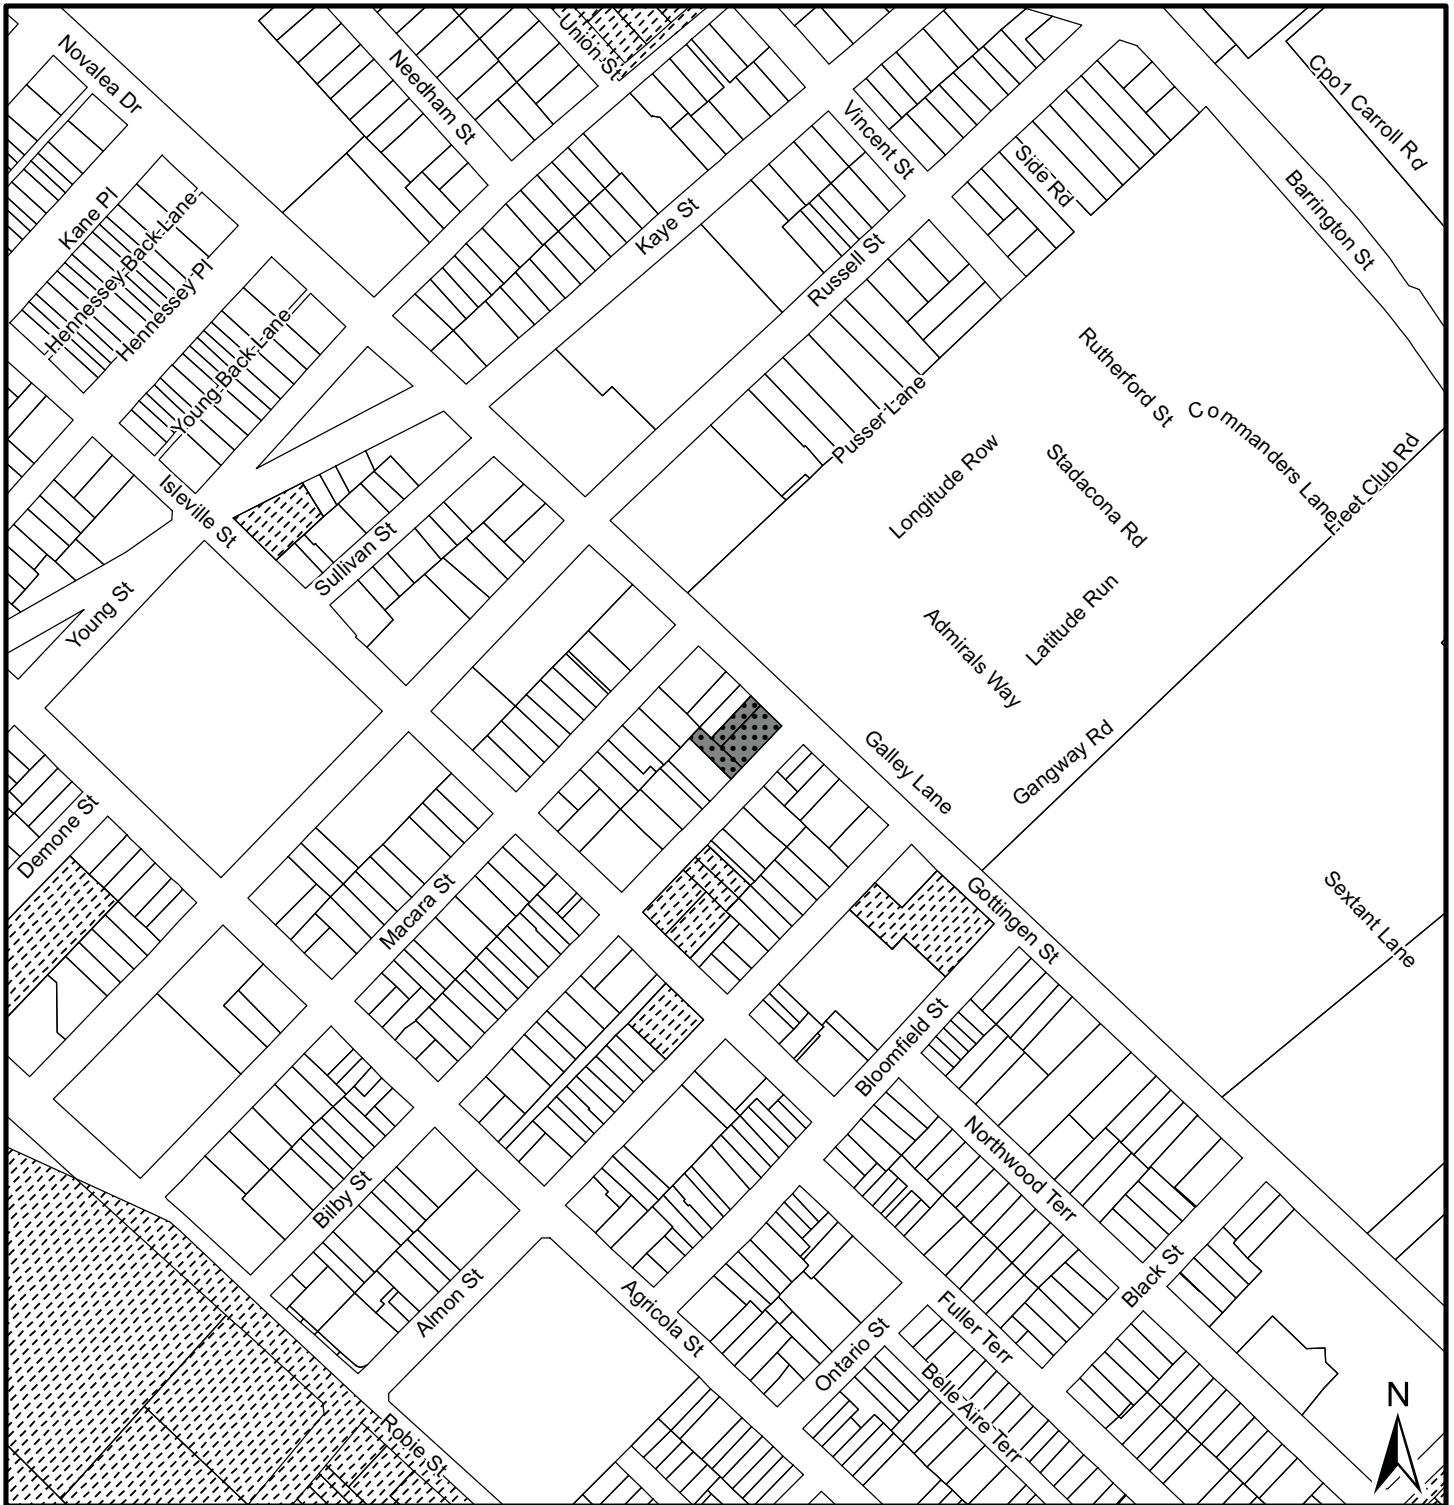 Union St
Novalea Dr
Needham St
Cpo1 Carroll Rd
Vincent St
Side Rd
Kane Pl
Kaye St
Barrington St
Hennessey Back Lane
Russell St
Hennessey Pl
Young Back Lane
Rutherford St
Pusser Lane
Commanders Lane
Longitude Row
Stadacona Rd
Fleet Club Rd
Isleville St
Sullivan St
Young St
Latitude Run
Admirals Way
Galley Lane
Gangway Rd
Demone St
Macara St
Gottingen St
Sextant Lane
Bloomfield St
Northwood Terr
Bilby St
Black St
Almon St
Agricola St
Fuller Terr
Ontario St
Belle Aire Terr
N
Robie St